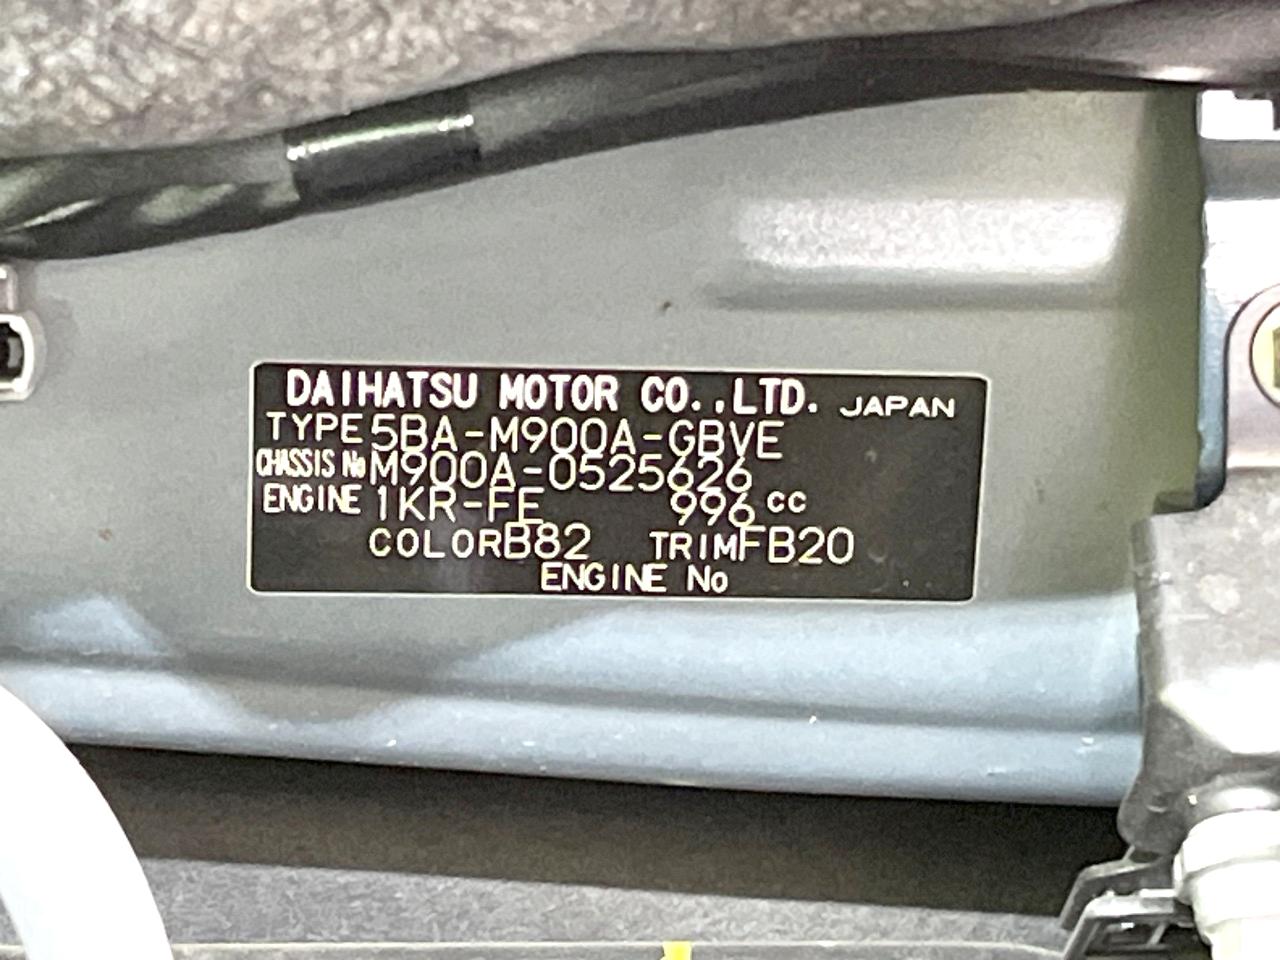 DAIHATSU MOTOR CO.,LTD. JAPAN
TYPE 5BA-M900A-GBVE
CHASSIS No M900A-0525626
ENGINE 1KR-FE 996 cc
COLOR B82 TRIM FB20
ENGINE No